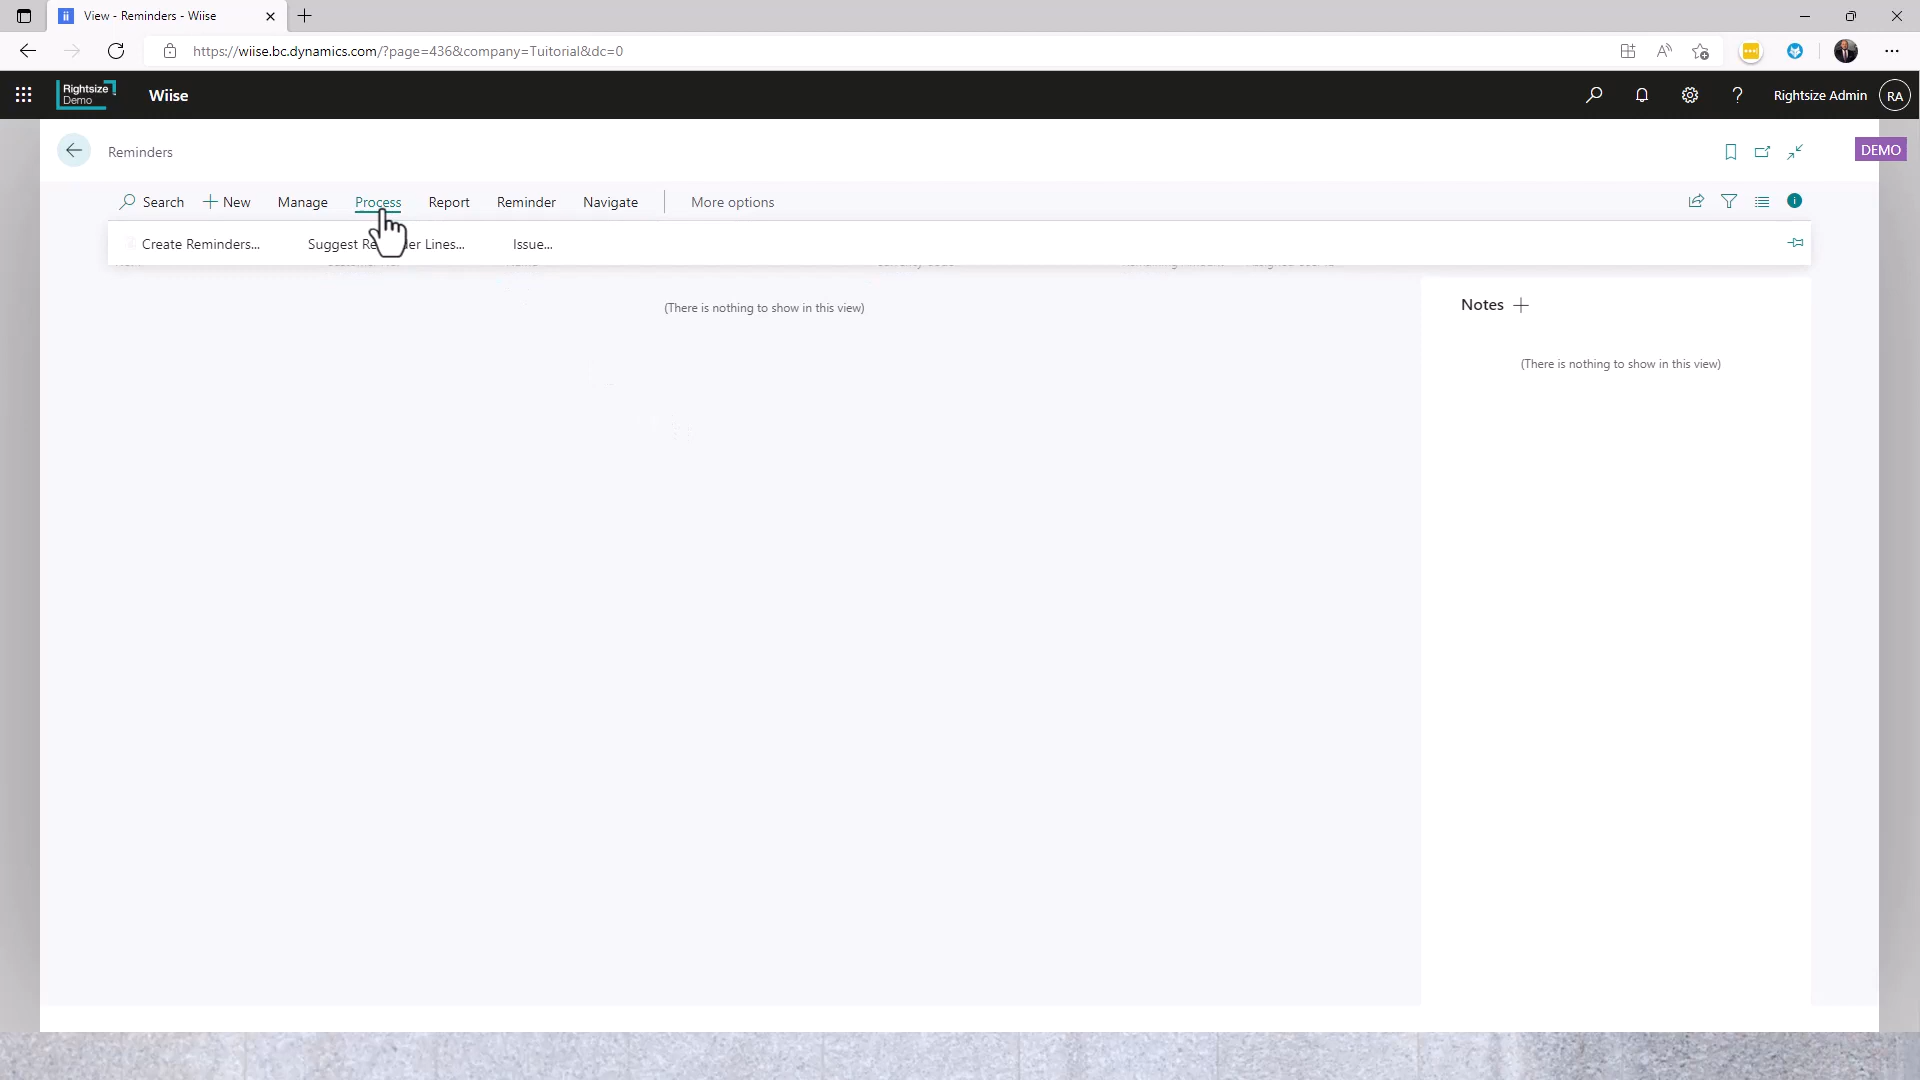 View - Reminders - Wiise
https://wiise.bc.dynamics.com/?page=436&company=Tuitorial&dc=0
Rightsize
Demo
Wiise
Rightsize Admin
RA
Reminders
DEMO
Search
New
Manage
Process
Report
Reminder
Navigate
More options
Create Reminders...
Suggest Re er Lines...
Issue...
(There is nothing to show in this view)
Notes
(There is nothing to show in this view)